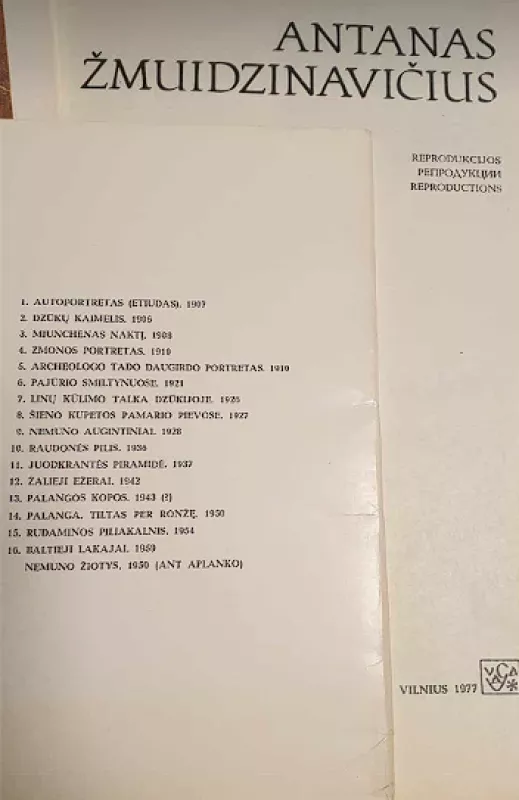 ANTANAS
ŽMUIDZINAVIČIUS
REPRODUKCIJOS
РЕПРОДУКЦИИ
REPRODUCTIONS
1. AUTOPORTRETAS (ETIUDAS). 1907
2. DZŪKŲ KAIMELIS. 1906
3. MIUNCHENAS NAKTĮ. 1908
4. ŽMONOS PORTRETAS. 1910
5. ARCHEOLOGO TADO DAUGIRDO PORTRETAS. 1910
6. PAJŪRIO SMILTYNUOSE. 1921
7. LINŲ KŪLIMO TALKA DZŪKIJOJE. 1926
8. ŠIENO KUPETOS PAMARIO PIEVOSE. 1927
9. NEMUNO AUGINTINIAI. 1928
10. RAUDONĖS PILIS. 1936
11. JUODKRANTĖS PIRAMIDĖ. 1937
12. ŽALIEJI EŽERAI. 1942
13. PALANGOS KOPOS. 1943 (?)
14. PALANGA. TILTAS PER RONŽĘ. 1950
15. RUDAMINOS PILIAKALNIS. 1954
16. BALTIEJI LAKAJAI. 1959
NEMUNO ŽIOTYS, 1950 (ANT APLANKO)
VILNIUS 1977